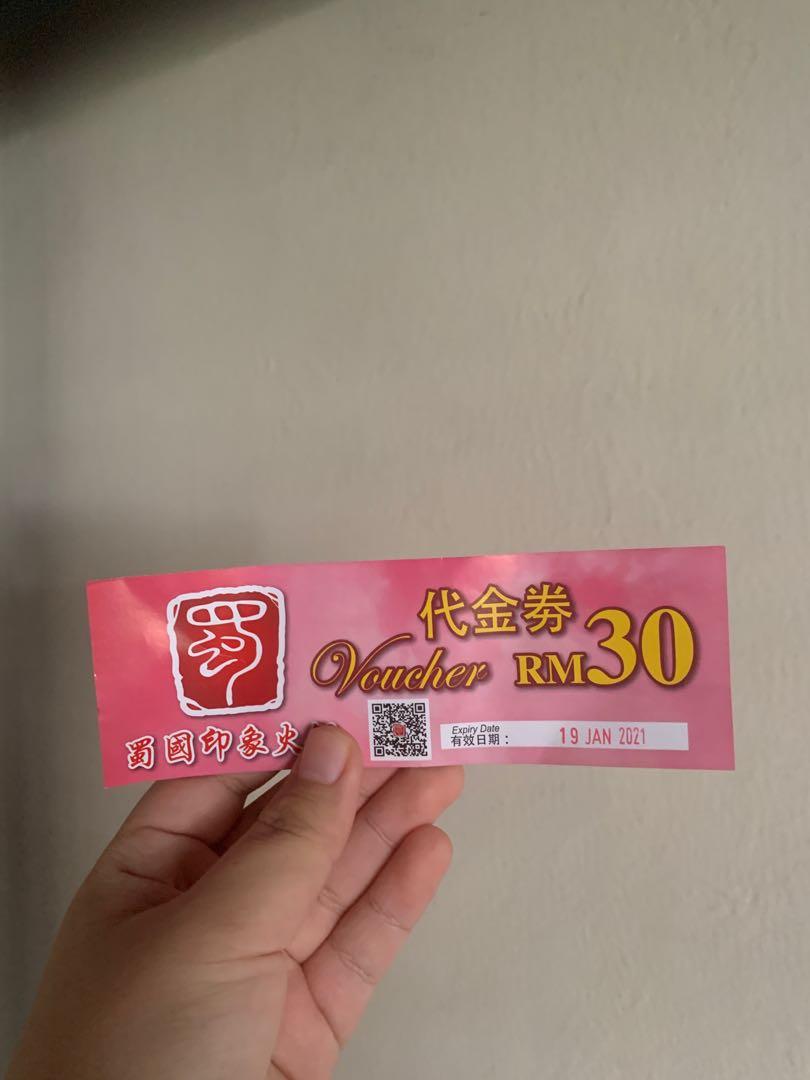 蜀
代金券
Voucher RM30
蜀國印象火
Expiry Date
有效日期: 19 JAN 2021